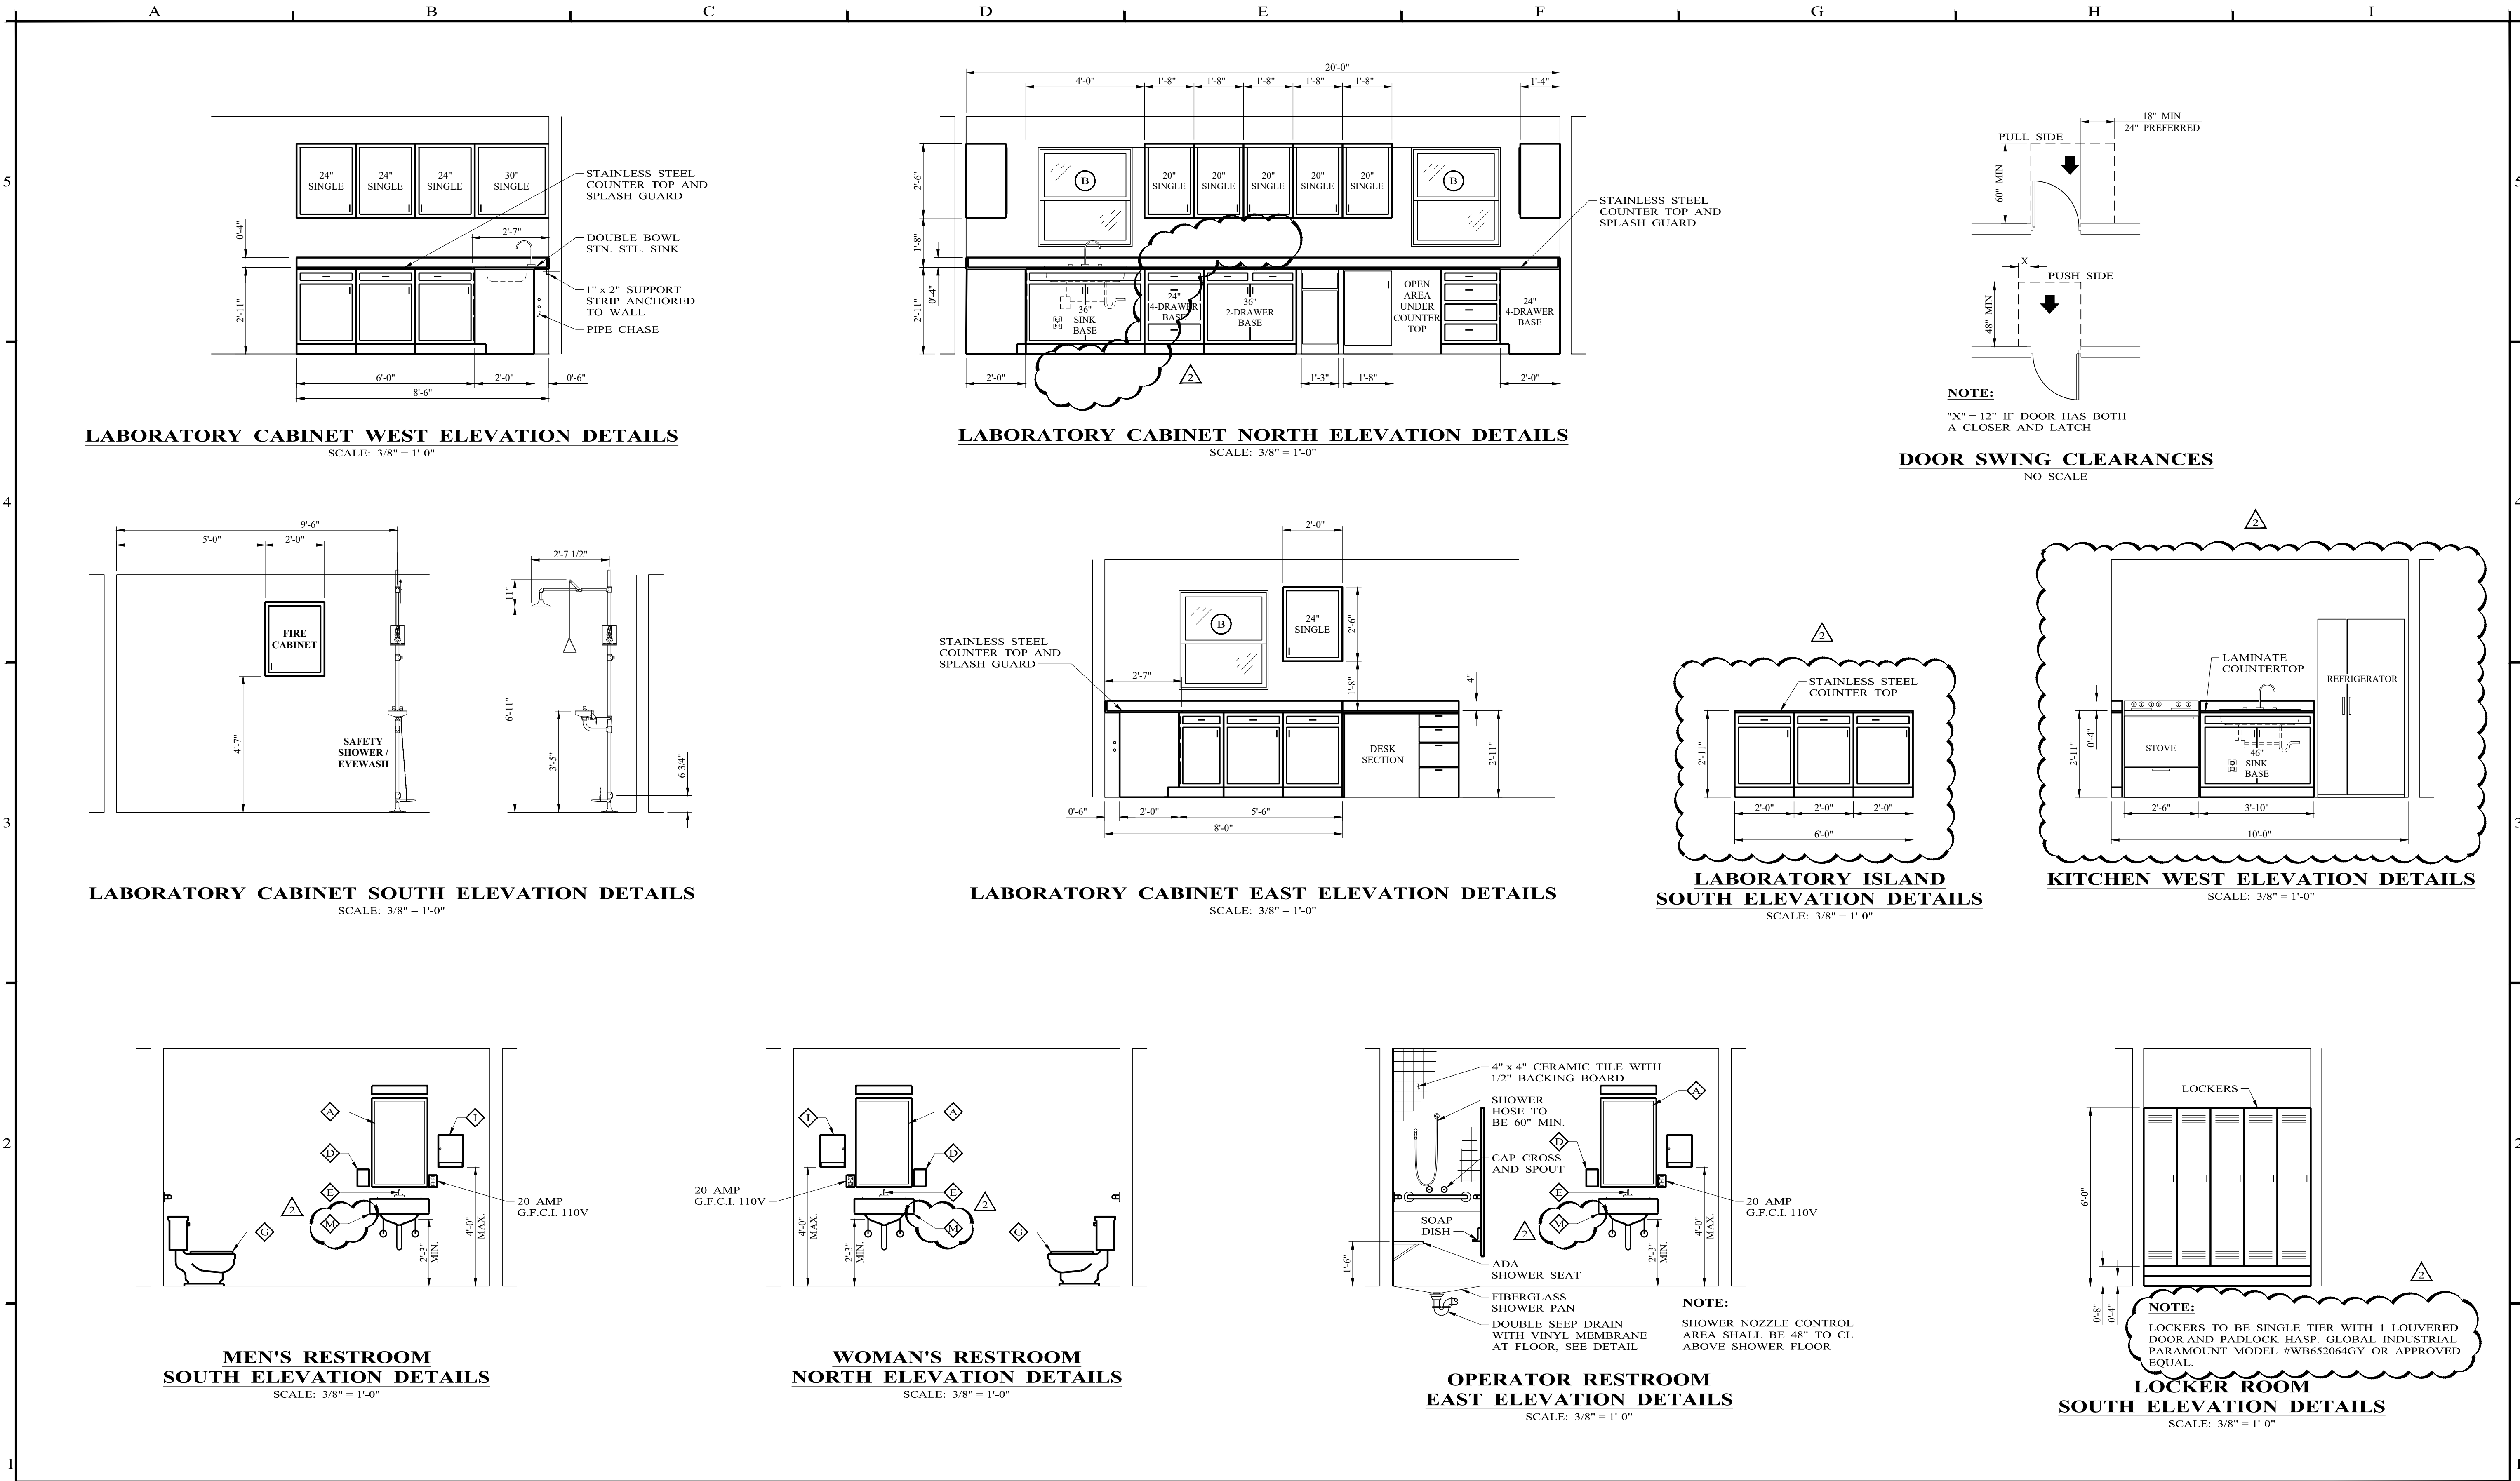 A B C D E F G H I
5
24"
SINGLE
24"
SINGLE
24"
SINGLE
30"
SINGLE
STAINLESS STEEL
COUNTER TOP AND
SPLASH GUARD
2'-7"
DOUBLE BOWL
STN. STL. SINK
1" x 2" SUPPORT
STRIP ANCHORED
TO WALL
PIPE CHASE
0'-4"
2'-11"
6'-0"
2'-0"
0'-6"
8'-6"
LABORATORY CABINET WEST ELEVATION DETAILS
SCALE: 3/8" = 1'-0"
20'-0"
4'-0"
1'-8"
1'-8"
1'-8"
1'-8"
1'-8"
1'-4"
2'-6"
1'-8"
0'-4"
2'-11"
B
20"
SINGLE
20"
SINGLE
20"
SINGLE
20"
SINGLE
20"
SINGLE
B
STAINLESS STEEL
COUNTER TOP AND
SPLASH GUARD
36"
SINK
BASE
24"
4-DRAWER
BASE
36"
2-DRAWER
BASE
OPEN
AREA
UNDER
COUNTER
TOP
24"
4-DRAWER
BASE
2
2'-0"
1'-3"
1'-8"
2'-0"
LABORATORY CABINET NORTH ELEVATION DETAILS
SCALE: 3/8" = 1'-0"
18" MIN
24" PREFERRED
PULL SIDE
60" MIN
X
PUSH SIDE
48" MIN
NOTE:
"X" = 12" IF DOOR HAS BOTH
A CLOSER AND LATCH
DOOR SWING CLEARANCES
NO SCALE
5
4
9'-6"
5'-0"
2'-0"
FIRE
CABINET
4'-7"
SAFETY
SHOWER /
EYEWASH
2'-7 1/2"
11"
6'-11"
3'-5"
6 3/4"
LABORATORY CABINET SOUTH ELEVATION DETAILS
SCALE: 3/8" = 1'-0"
2'-0"
B
24"
SINGLE
2'-6"
1'-8"
4"
STAINLESS STEEL
COUNTER TOP AND
SPLASH GUARD
2'-7"
DESK
SECTION
2'-11"
0'-6"
2'-0"
5'-6"
8'-0"
LABORATORY CABINET EAST ELEVATION DETAILS
SCALE: 3/8" = 1'-0"
2
STAINLESS STEEL
COUNTER TOP
2'-11"
2'-0"
2'-0"
2'-0"
6'-0"
LABORATORY ISLAND
SOUTH ELEVATION DETAILS
SCALE: 3/8" = 1'-0"
2
LAMINATE
COUNTERTOP
REFRIGERATOR
STOVE
46"
SINK
BASE
2'-11"
0'-4"
2'-6"
3'-10"
10'-0"
KITCHEN WEST ELEVATION DETAILS
SCALE: 3/8" = 1'-0"
4
3
3
2
A
I
D
E
2
M
G
20 AMP
G.F.C.I. 110V
2'-3"
MIN.
4'-0"
MAX.
MEN'S RESTROOM
SOUTH ELEVATION DETAILS
SCALE: 3/8" = 1'-0"
I
A
D
E
2
M
G
20 AMP
G.F.C.I. 110V
4'-0"
MAX.
2'-3"
MIN.
WOMAN'S RESTROOM
NORTH ELEVATION DETAILS
SCALE: 3/8" = 1'-0"
4" x 4" CERAMIC TILE WITH
1/2" BACKING BOARD
SHOWER
HOSE TO
BE 60" MIN.
CAP CROSS
AND SPOUT
SOAP
DISH
ADA
SHOWER SEAT
FIBERGLASS
SHOWER PAN
DOUBLE SEEP DRAIN
WITH VINYL MEMBRANE
AT FLOOR, SEE DETAIL
1'-6"
A
D
E
2
M
20 AMP
G.F.C.I. 110V
2'-3"
MIN.
4'-0"
MAX.
NOTE:
SHOWER NOZZLE CONTROL
AREA SHALL BE 48" TO CL
ABOVE SHOWER FLOOR
OPERATOR RESTROOM
EAST ELEVATION DETAILS
SCALE: 3/8" = 1'-0"
LOCKERS
6'-0"
0'-8"
0'-4"
2
NOTE:
LOCKERS TO BE SINGLE TIER WITH 1 LOUVERED
DOOR AND PADLOCK HASP. GLOBAL INDUSTRIAL
PARAMOUNT MODEL #WB652064GY OR APPROVED
EQUAL.
LOCKER ROOM
SOUTH ELEVATION DETAILS
SCALE: 3/8" = 1'-0"
2
1